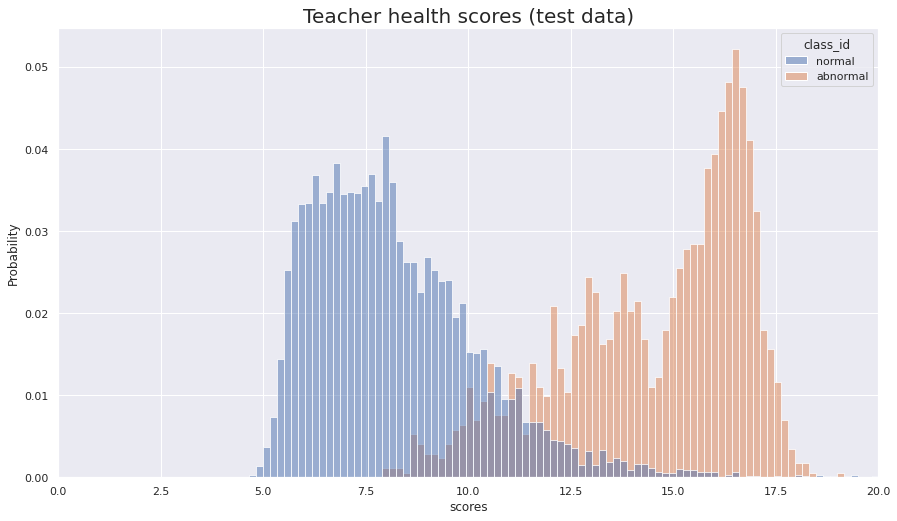 Teacher health scores (test data)
class_id
normal
abnormal
0.05
0.04
0.03
0.02
0.01
0.00
Probability
0.0 2.5 5.0 7.5 10.0 12.5 15.0 17.5 20.0
scores